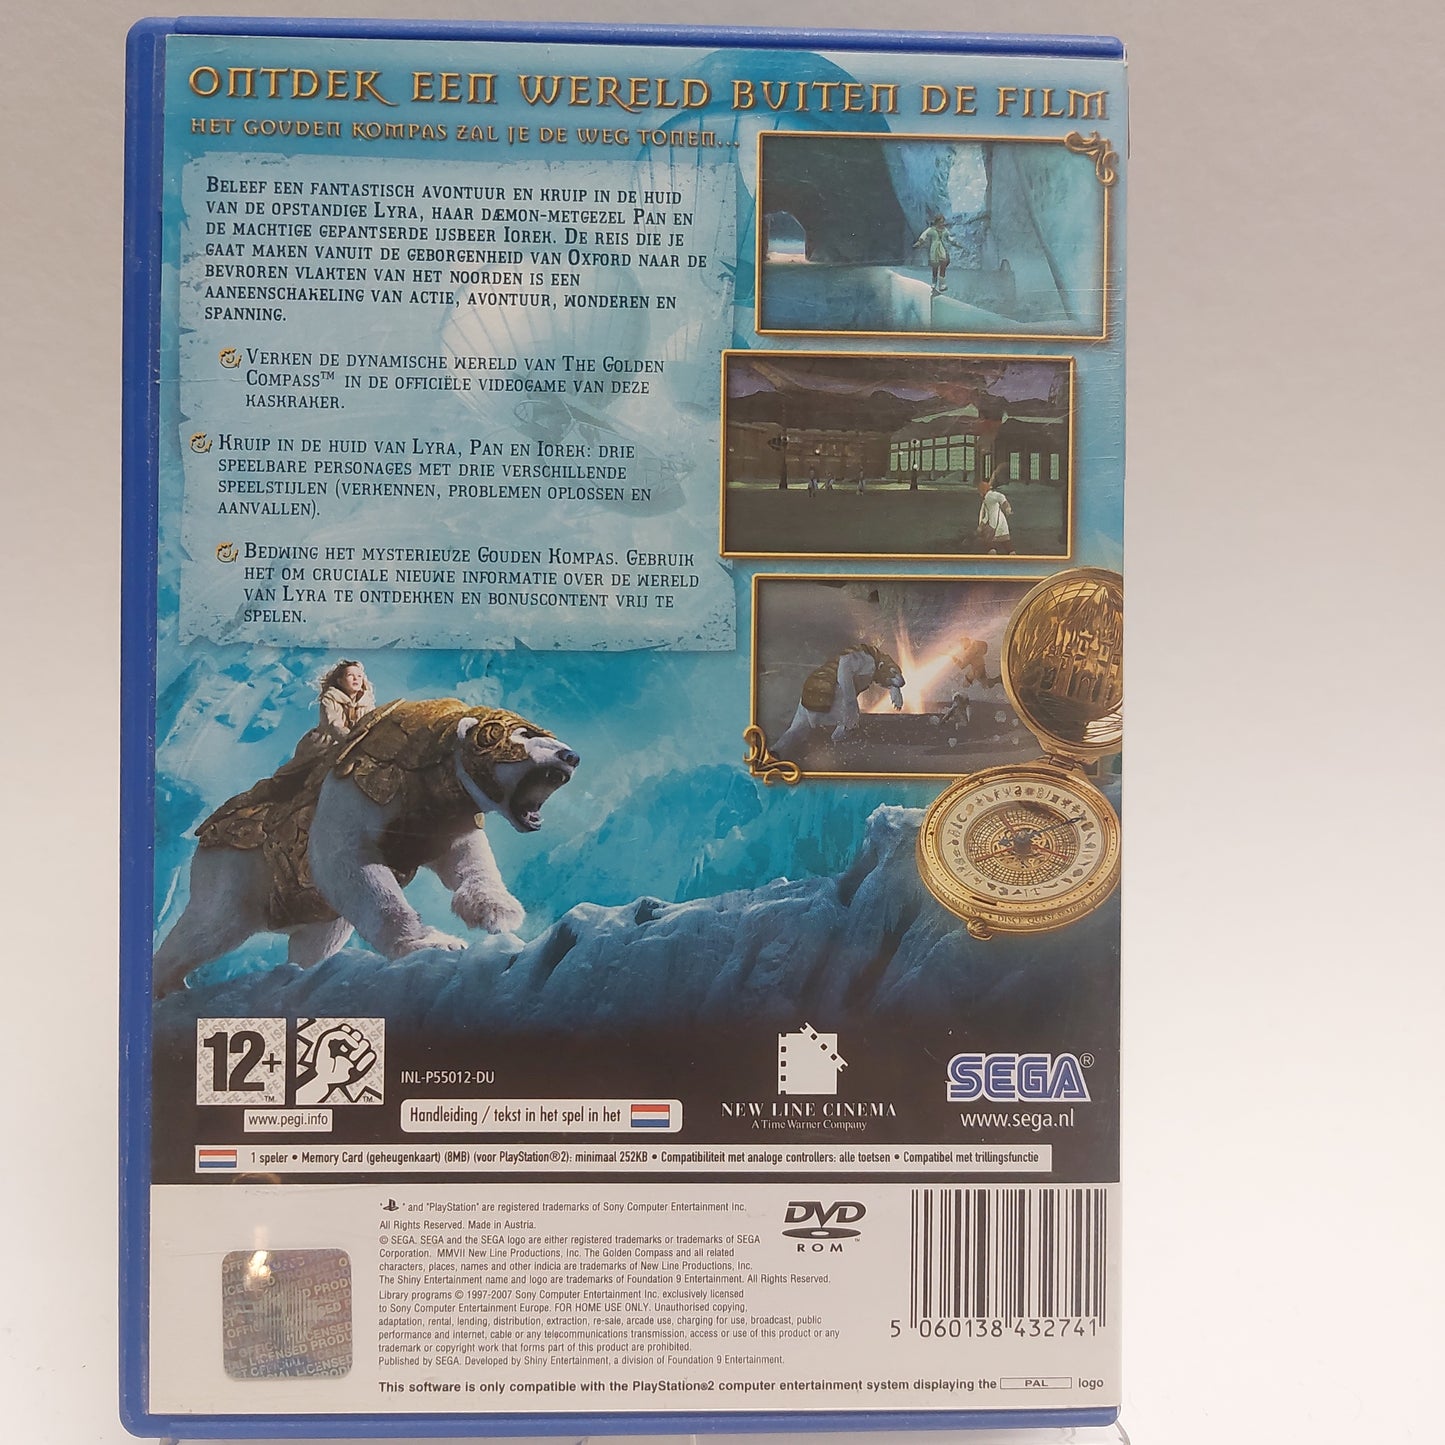 ONTDEK EEN WERELD BUITEN DE FILM
HET GOUDEN KOMPAS ZAL JE DE WEG TONEN...
BELEEF EEN FANTASTISCH AVONTUUR EN KRUIP IN DE HUID
VAN DE OPSTANDIGE LYRA, HAAR DÆMON-METGEZEL PAN EN
DE MACHTIGE GEPANTSERDE IJSBEER IOREK. DE REIS DIE JE
GAAT MAKEN VANUIT DE GEBORGENHEID VAN OXFORD NAAR DE
BEVROREN VLAKTEN VAN HET NOORDEN IS EEN
AANEENSCHAKELING VAN ACTIE, AVONTUUR, WONDEREN EN
SPANNING.
VERKEN DE DYNAMISCHE WERELD VAN THE GOLDEN
COMPASS™ IN DE OFFICIËLE VIDEOGAME VAN DEZE
KASKRAKER.
KRUIP IN DE HUID VAN LYRA, PAN EN IOREK: DRIE
SPEELBARE PERSONAGES MET DRIE VERSCHILLENDE
SPEELSTIJLEN (VERKENNEN, PROBLEMEN OPLOSSEN EN
AANVALLEN).
BEDWING HET MYSTERIEUZE GOUDEN KOMPAS. GEBRUIK
HET OM CRUCIALE NIEUWE INFORMATIE OVER DE WERELD
VAN LYRA TE ONTDEKKEN EN BONUSCONTENT VRIJ TE
SPELEN.
12+
www.pegi.info
INL-P55012-DU
Handleiding / tekst in het spel in het
NEW LINE CINEMA
A Time Warner Company
SEGA®
www.sega.nl
1 speler • Memory Card (geheugenkaart) (8MB) (voor PlayStation®2): minimaal 252KB • Compatibiliteit met analoge controllers: alle toetsen • Compatibel met trillingsfunctie
" " and "PlayStation" are registered trademarks of Sony Computer Entertainment Inc.
All Rights Reserved. Made in Austria.
© SEGA. SEGA and the SEGA logo are either registered trademarks or trademarks of SEGA
Corporation. MMVII New Line Productions, Inc. The Golden Compass and all related
characters, places, names and other indicia are trademarks of New Line Productions, Inc.
The Shiny Entertainment name and logo are trademarks of Foundation 9 Entertainment. All Rights Reserved.
Library programs © 1997-2007 Sony Computer Entertainment Inc. exclusively licensed
to Sony Computer Entertainment Europe. FOR HOME USE ONLY. Unauthorised copying,
adaptation, rental, lending, distribution, extraction, re-sale, arcade use, charging for use, broadcast, public
performance and internet, cable or any telecommunications transmission, access or use of this product or any
trademark or copyright work that forms part of this product are prohibited.
Published by SEGA. Developed by Shiny Entertainment, a division of Foundation 9 Entertainment.
This software is only compatible with the PlayStation®2 computer entertainment system displaying the PAL logo
DVD
ROM
5 060138 432741